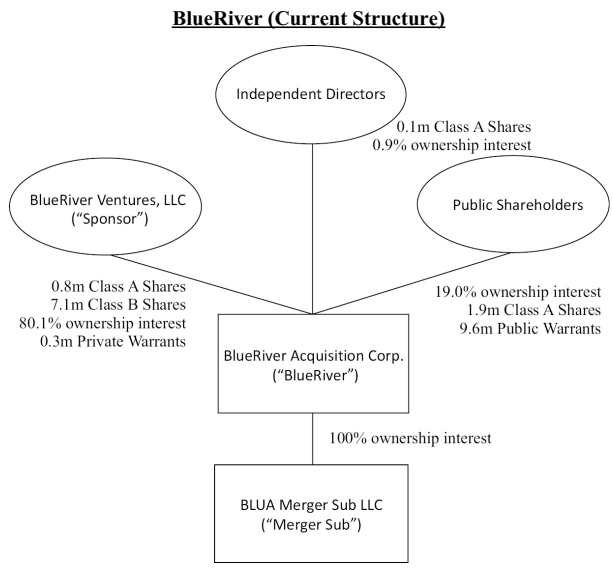 BlueRiver (Current Structure)
Independent Directors
0.1m Class A Shares
0.9% ownership interest
BlueRiver Ventures, LLC
(“Sponsor”)
Public Shareholders
0.8m Class A Shares
7.1m Class B Shares
80.1% ownership interest
0.3m Private Warrants
19.0% ownership interest
1.9m Class A Shares
9.6m Public Warrants
BlueRiver Acquisition Corp.
(“BlueRiver”)
100% ownership interest
BLUA Merger Sub LLC
(“Merger Sub”)